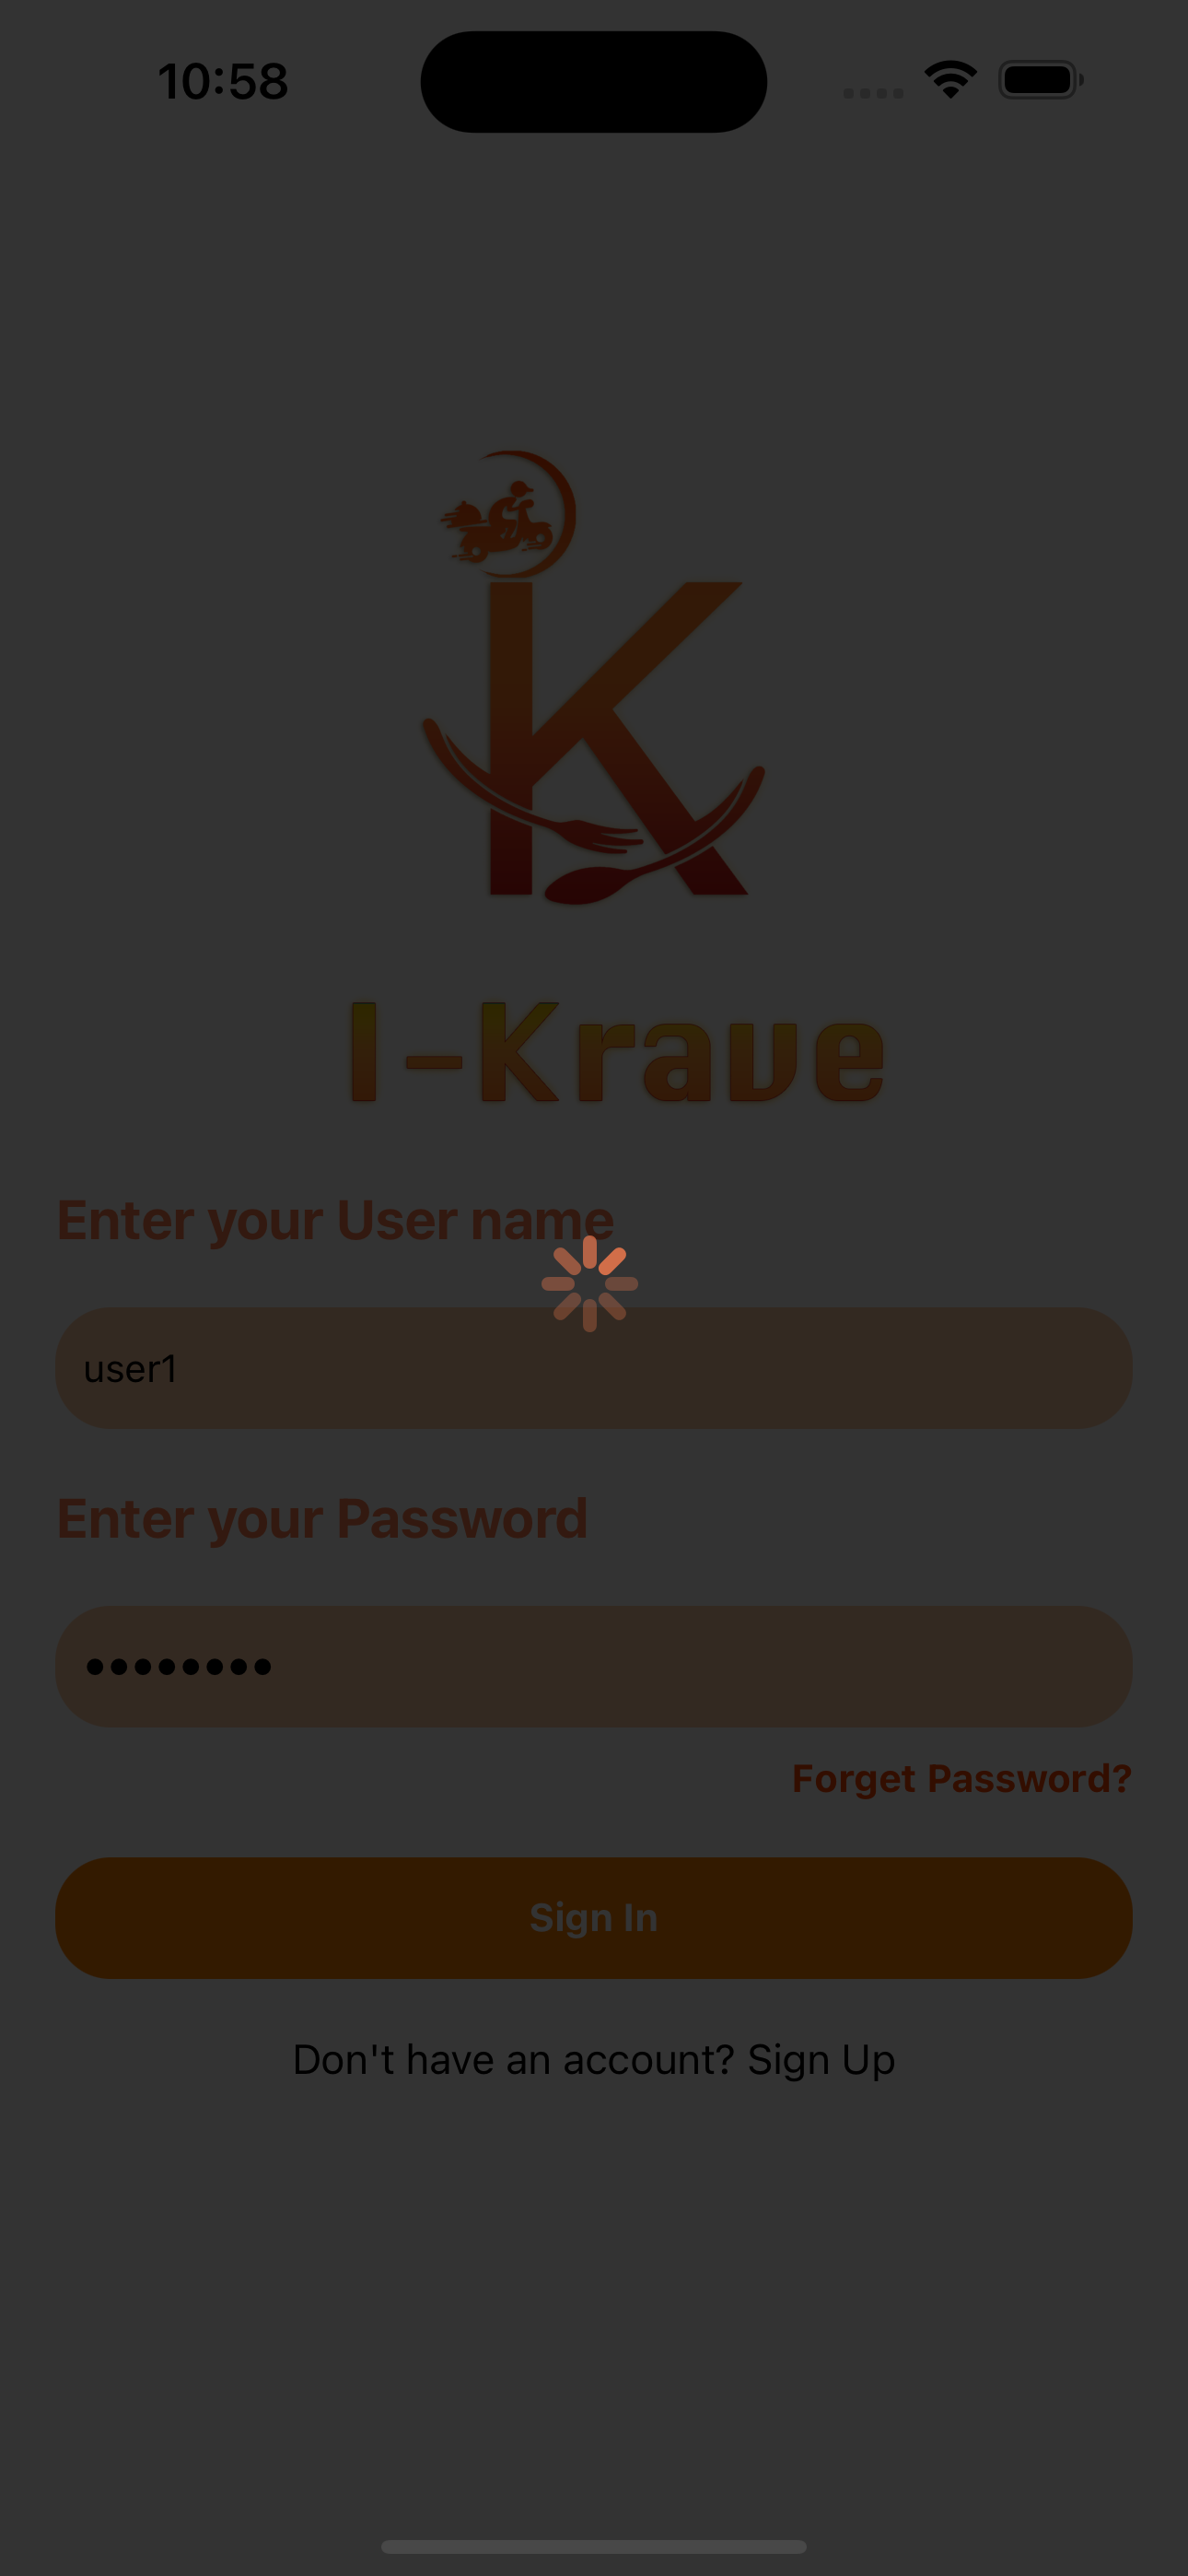 10:58
K
I-Krave
Enter your User name
user1
Enter your Password
••••••••
Forget Password?
Sign In
Don't have an account? Sign Up